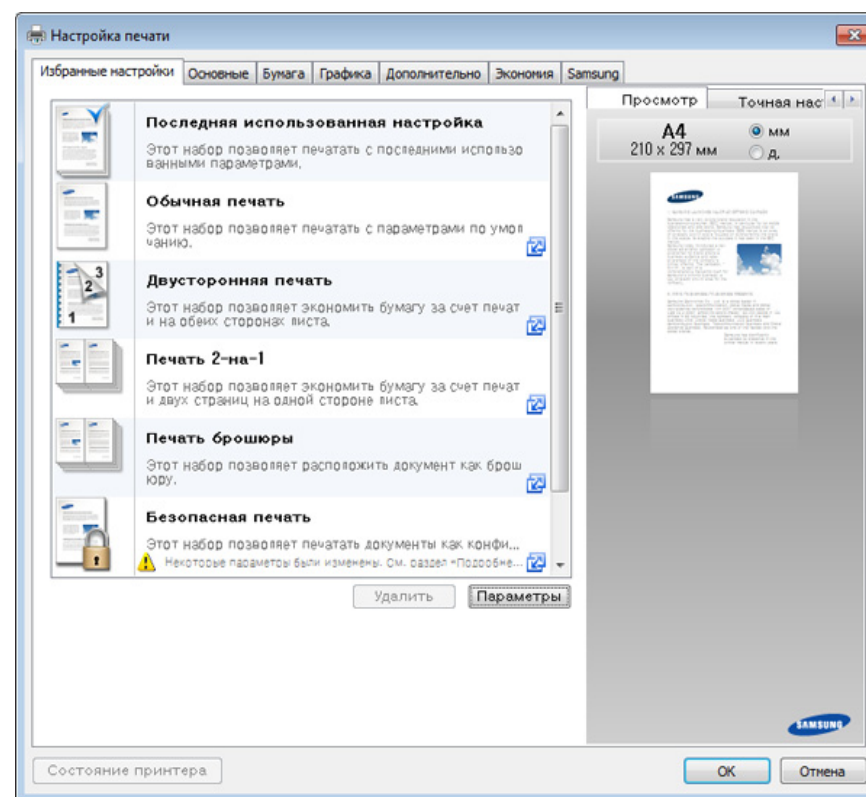 Настройка печати
Избранные настройки Основные Бумага Графика Дополнительно Экономия Samsung
Последняя использованная настройка
Этот набор позволяет печатать с последними использо
ванными параметрами.
Обычная печать
Этот набор позволяет печатать с параметрами по умол
чанию.
Двусторонняя печать
Этот набор позволяет экономить бумагу за счет печат
и на обеих сторонах листа.
Печать 2-на-1
Этот набор позволяет экономить бумагу за счет печат
и двух страниц на одной стороне листа.
Печать брошюры
Этот набор позволяет расположить документ как брош
юру.
Безопасная печать
Этот набор позволяет печатать документы как конфи...
Некоторые параметры были изменены. См. раздел "Подробне...
Удалить Параметры
Просмотр Точная нас
A4
210 x 297 мм
мм
д.
3
2
1
SAMSUNG
SAMSUNG
Состояние принтера
OK Отмена